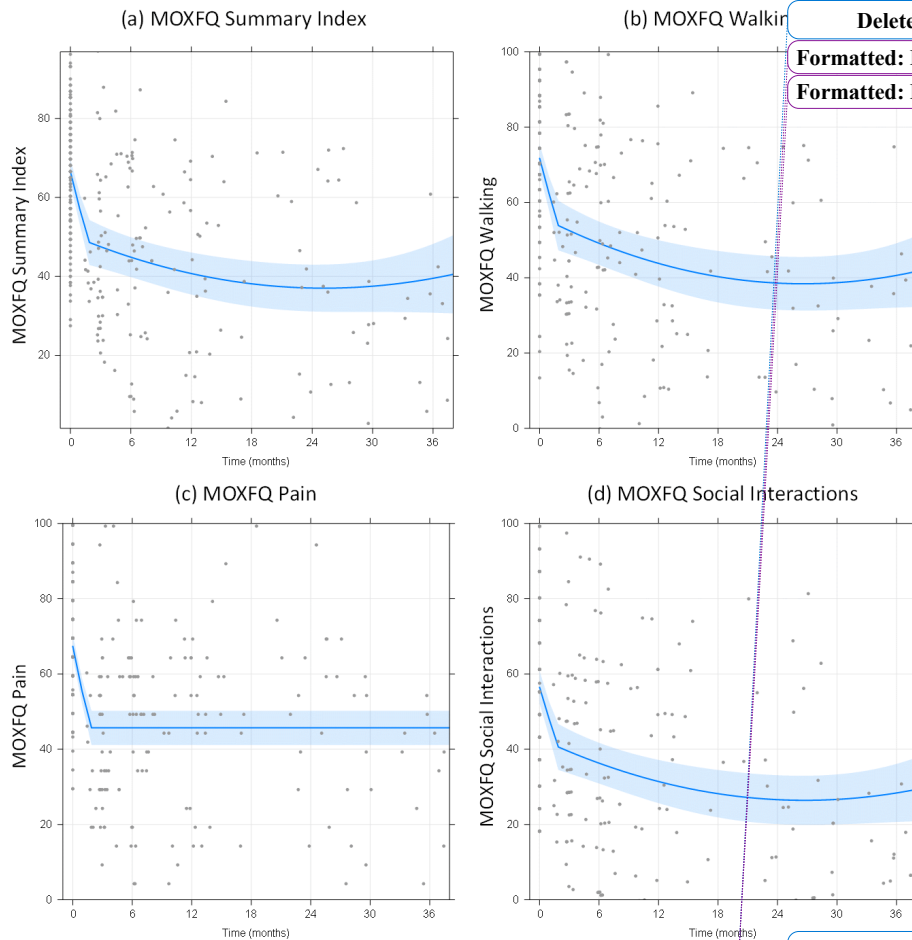 (a) MOXFQ Summary Index
MOXFQ Summary Index
80
60
40
20
0 6 12 18 24 30 36
Time (months)
(b) MOXFQ
MOXFQ Walking
100
80
60
40
20
0
0 6 12 18 24 30 36
Time (months)
Delete
Formatted:
Formatted:
(c) MOXFQ Pain
MOXFQ Pain
100
80
60
40
20
0
0 6 12 18 24 30 36
Time (months)
(d) MOXFQ Social Interactions
MOXFQ Social Interactions
100
80
60
40
20
0
0 6 12 18 24 30 36
Time (months)